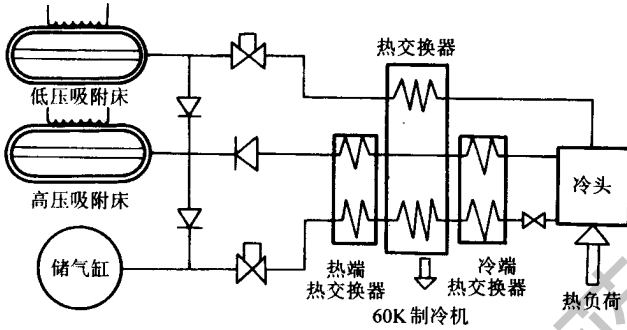 热交换器
低压吸附床
高压吸附床
冷头
储气缸
热端
热交换器
冷端
热交换器
热负荷
60K 制冷机